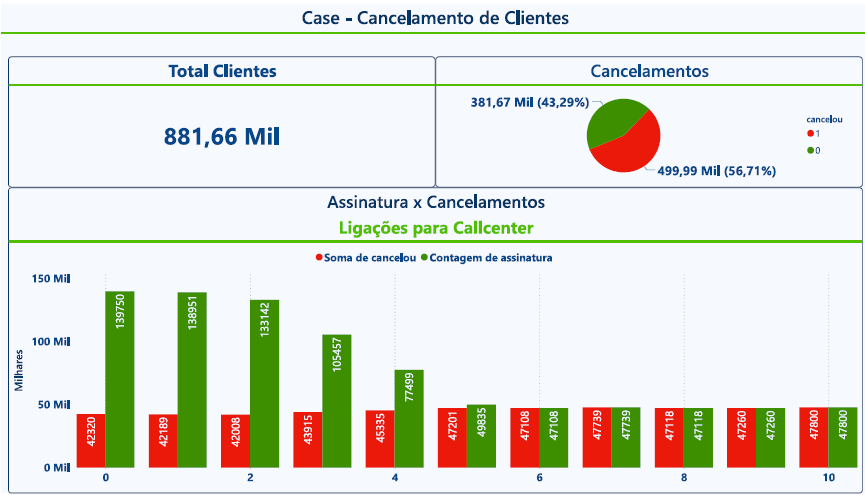 Case - Cancelamento de Clientes
Total Clientes
881,66 Mil
Cancelamentos
381,67 Mil (43,29%)
499,99 Mil (56,71%)
cancelou
1
0
Assinatura x Cancelamentos
Ligações para Callcenter
Soma de cancelou Contagem de assinatura
Milhares
150 Mil
100 Mil
50 Mil
0 Mil
42320 139750 42189 138951 42008 133142 43915 105457 45335 77499 47201 49835 47108 47108 47739 47739 47118 47118 47260 47260 47800 47800
0 2 4 6 8 10